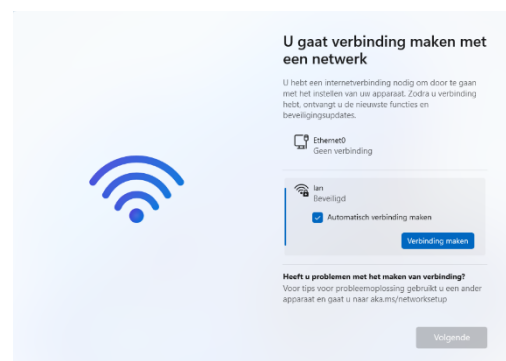 U gaat verbinding maken met
een netwerk
U hebt een internetverbinding nodig om door te gaan
met het instellen van uw apparaat. Zodra u verbinding
hebt, ontvangt u de nieuwste functies en
beveiligingsupdates.
Ethernet0
Geen verbinding
lan
Beveiligd
Automatisch verbinding maken
Verbinding maken
Heeft u problemen met het maken van verbinding?
Voor tips voor probleemoplossing gebruikt u een ander
apparaat en gaat u naar aka.ms/networksetup
Volgende